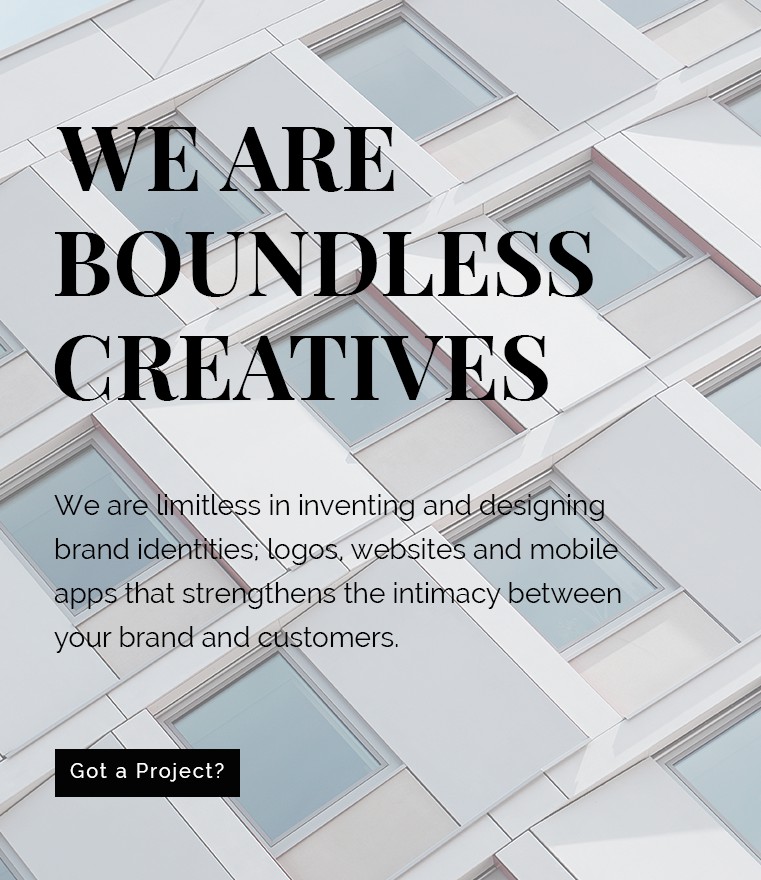 WE ARE
BOUNDLESS
CREATIVES
We are limitless in inventing and designing
brand identities; logos, websites and mobile
apps that strengthens the intimacy between
your brand and customers.
Got a Project?